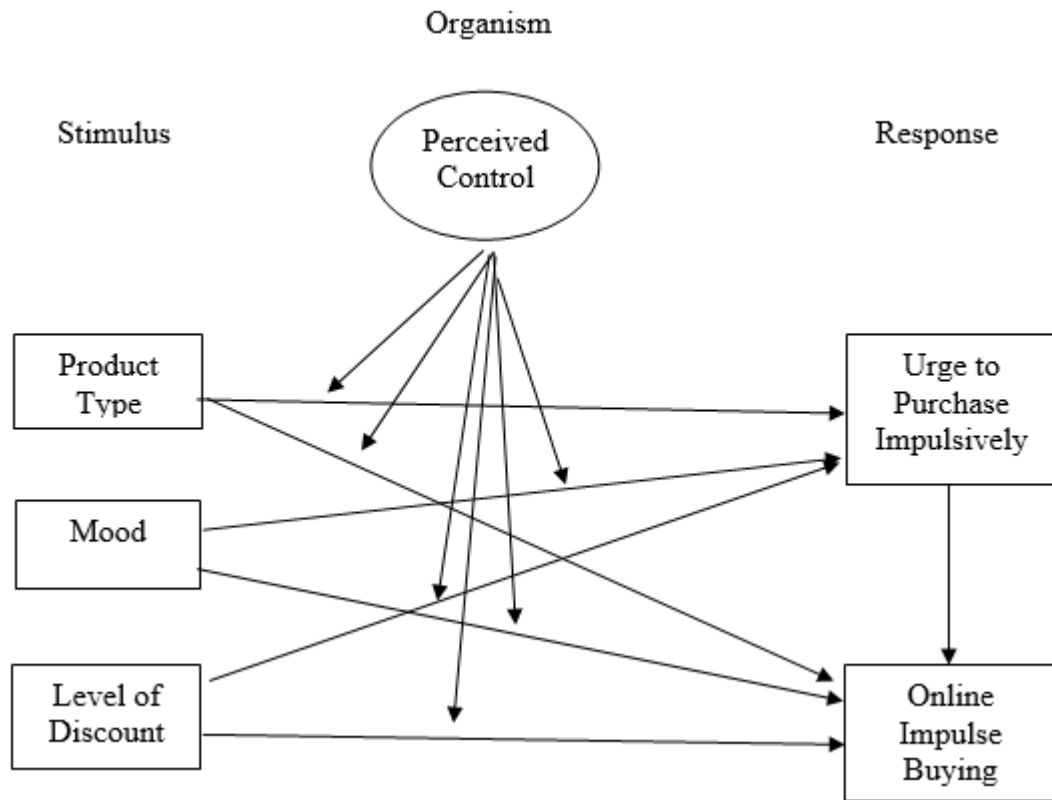 Organism
Stimulus
Perceived
Control
Response
Product
Type
Urge to
Purchase
Impulsively
Mood
Level of
Discount
Online
Impulse
Buying